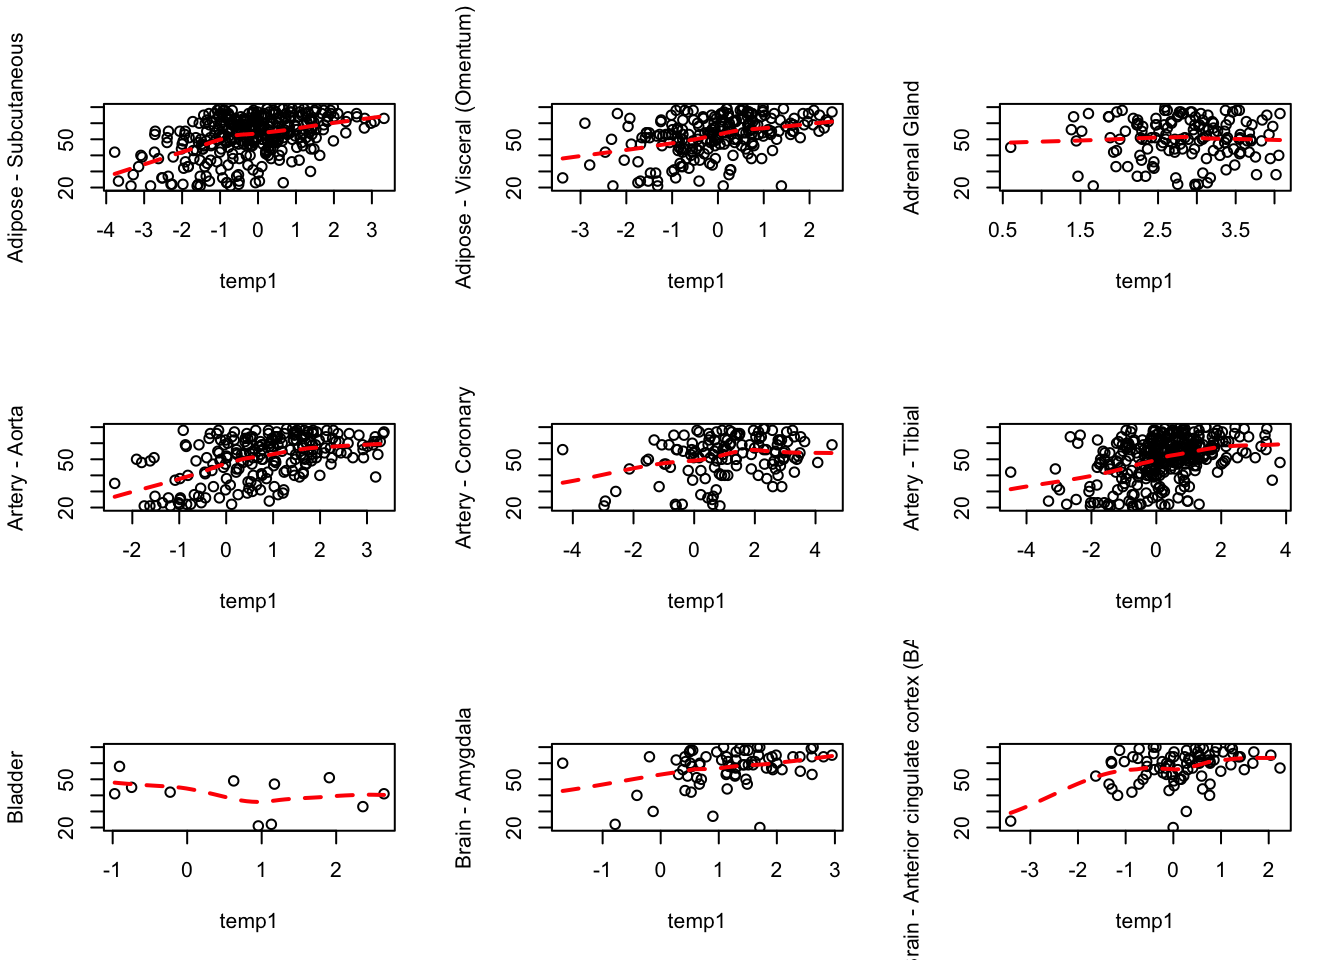 Adipose - Subcutaneous
20 50
-4 -3 -2 -1 0 1 2 3
temp1
Adipose - Visceral (Omentum)
20 50
-3 -2 -1 0 1 2
temp1
Adrenal Gland
20 50
0.5 1.5 2.5 3.5
temp1
Artery - Aorta
20 50
-2 -1 0 1 2 3
temp1
Artery - Coronary
20 50
-4 -2 0 2 4
temp1
Artery - Tibial
20 50
-4 -2 0 2 4
temp1
Bladder
20 50
-1 0 1 2
temp1
Brain - Amygdala
20 50
-1 0 1 2 3
temp1
rain - Anterior cingulate cortex (BA
20 50
-3 -2 -1 0 1 2
temp1